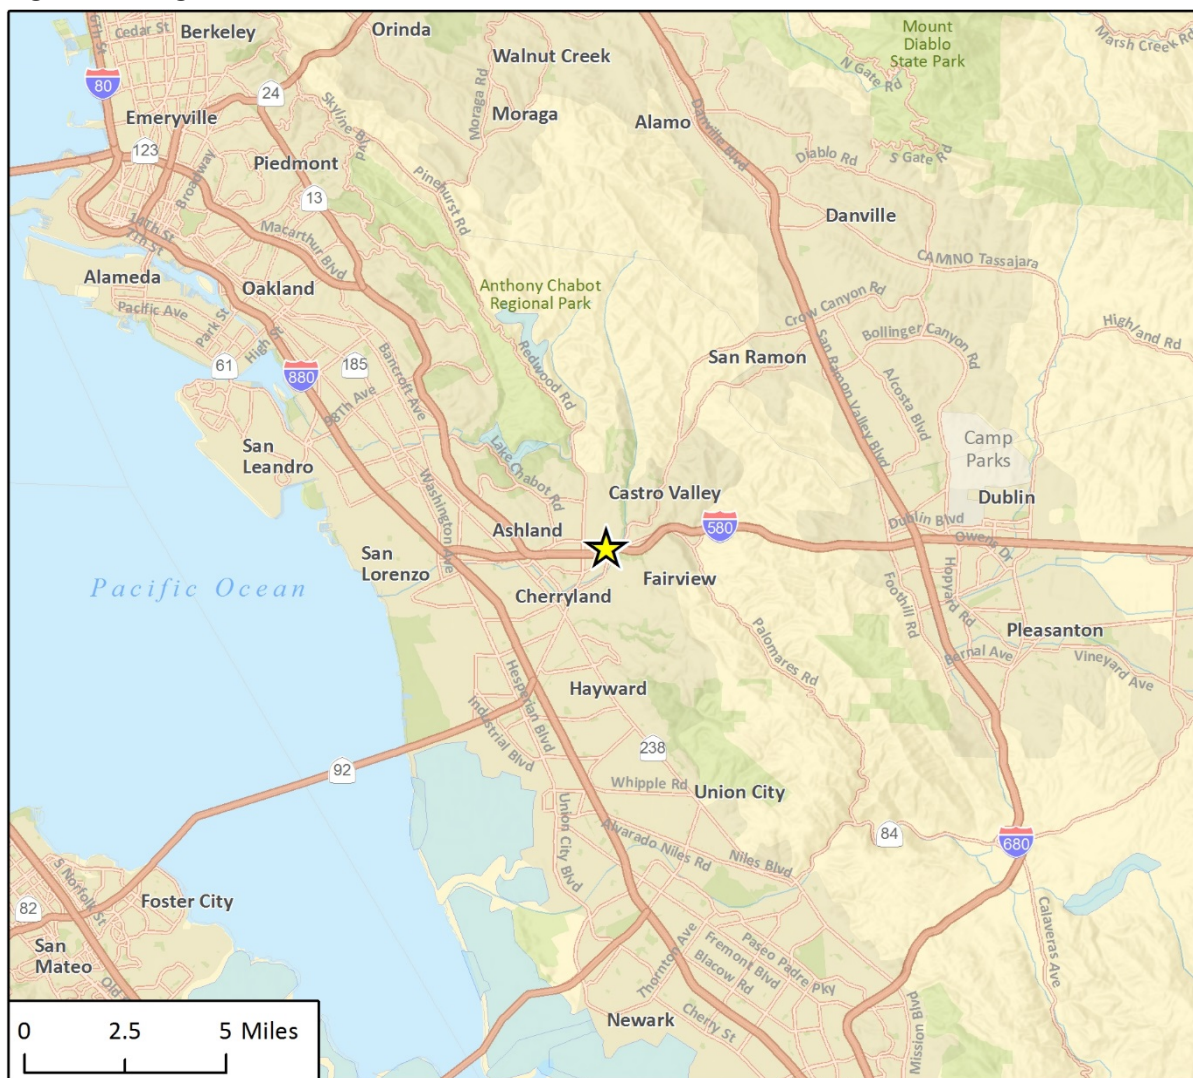 Cedar St
Berkeley
Orinda
Walnut Creek
Mount
Diablo
State Park
Marsh Creek Rd
N Gate Rd
80
24
Skyline Blvd
Moraga Rd
Moraga
Alamo
Danville Blvd
Emeryville
123
Broadway
Piedmont
13
Pinehurst Rd
Diablo Rd
S Gate Rd
Danville
14Th St
7Th St
Macarthur Blvd
CAMINO Tassajara
Alameda
Oakland
Anthony Chabot
Regional Park
Crow Canyon Rd
Pacific Ave
Park St
High St
Bollinger Canyon Rd
Highland Rd
61
880
185
98Th Ave
Bancroft Ave
Redwood Rd
San Ramon
San Ramon Valley Blvd
Alcosta Blvd
San
Leandro
Lake Chabot Rd
Camp
Parks
Washington Ave
Castro Valley
Dublin
Ashland
580
Dublin Blvd
Owens Dr
San
Lorenzo
Pacific Ocean
Cherryland
Fairview
Foothill Rd
Hopyard Rd
Palomares Rd
Pleasanton
Bernal Ave
Vineyard Ave
Hesperian Blvd
Hayward
Industrial Blvd
238
92
Whipple Rd
Union City
Union City Blvd
Alvarado Niles Rd
Niles Blvd
84
680
82
S Norfolk St
Foster City
San
Mateo
Old
Calaveras Ave
Thornton Ave
Paseo Padre Pky
Fremont Blvd
Blacow Rd
Newark
Cherry St
Mission Blvd
0 2.5 5 Miles